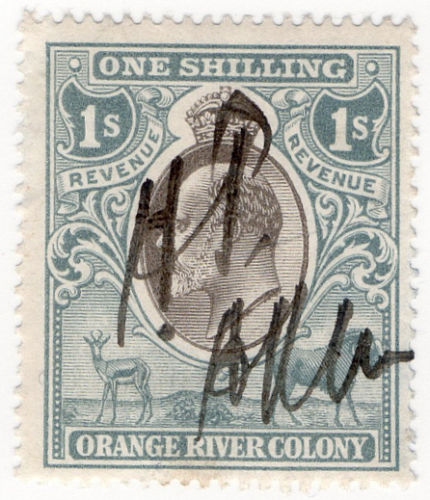 ONE SHILLING
1s 1s
REVENUE REVENUE
ORANGE RIVER COLONY